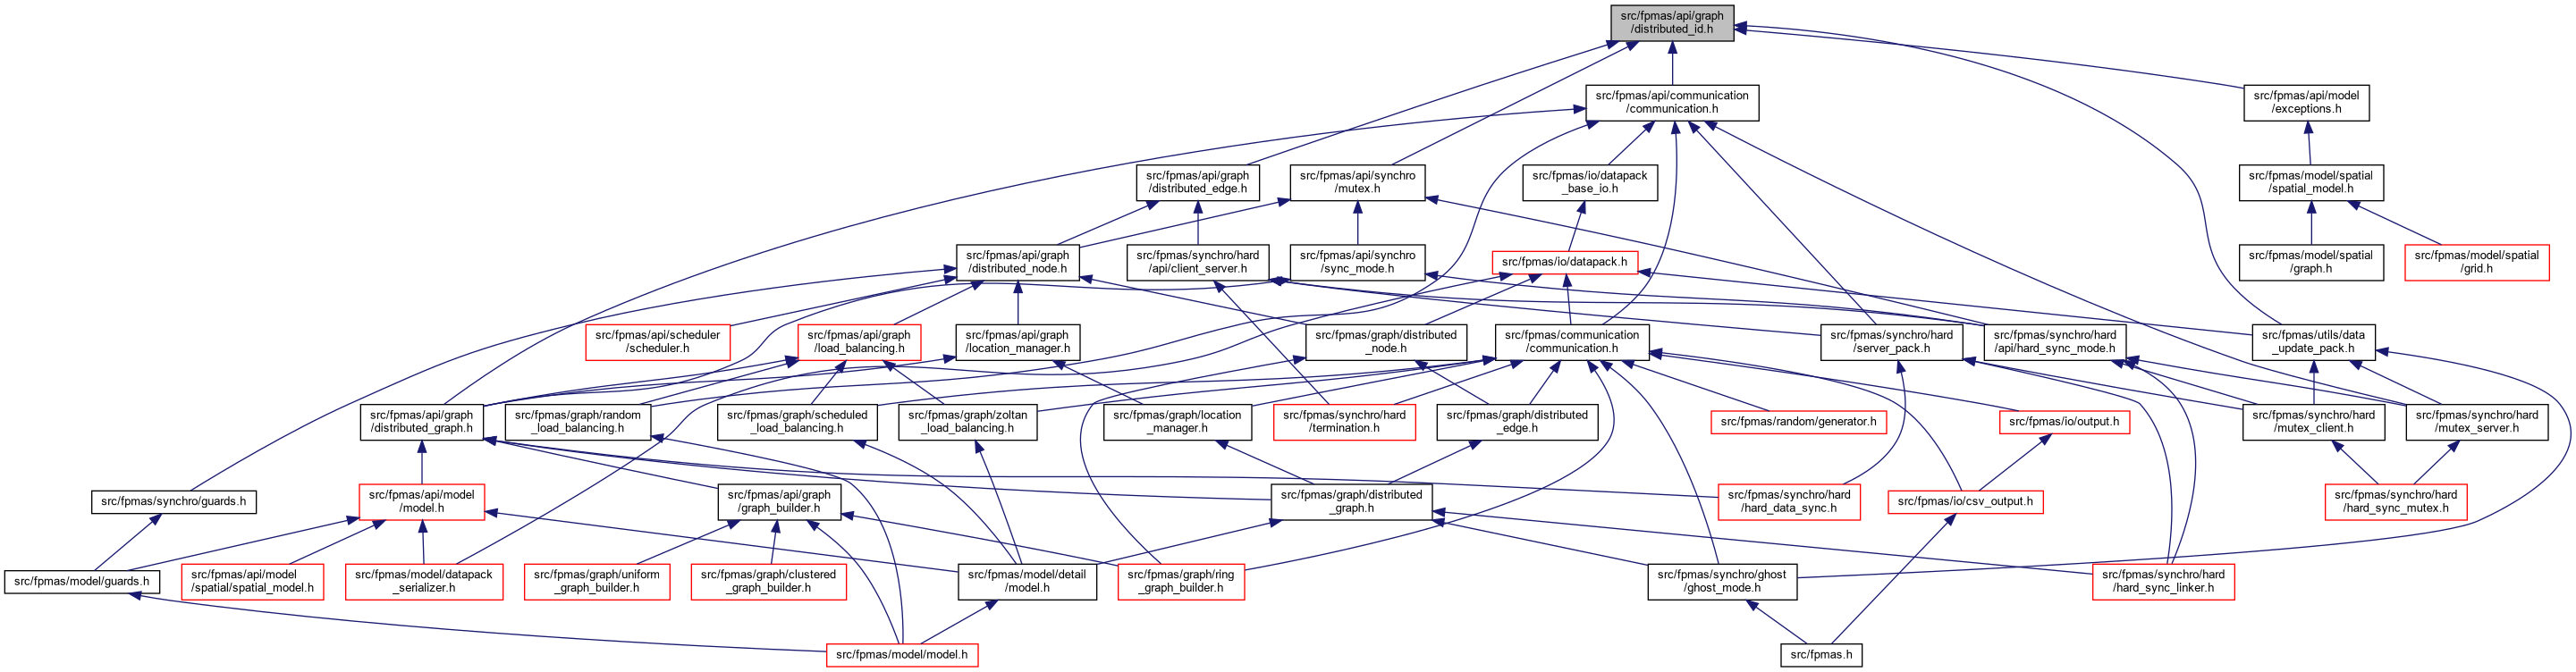 src/fpmas/api/graph
/distributed_id.h
src/fpmas/api/communication
/communication.h
src/fpmas/api/model
/exceptions.h
src/fpmas/api/graph
/distributed_edge.h
src/fpmas/api/synchro
/mutex.h
src/fpmas/io/datapack
_base_io.h
src/fpmas/model/spatial
/spatial_model.h
src/fpmas/api/graph
/distributed_node.h
src/fpmas/synchro/hard
/api/client_server.h
src/fpmas/api/synchro
/sync_mode.h
src/fpmas/io/datapack.h
src/fpmas/model/spatial
/graph.h
src/fpmas/model/spatial
/grid.h
src/fpmas/api/scheduler
/scheduler.h
src/fpmas/api/graph
/load_balancing.h
src/fpmas/api/graph
/location_manager.h
src/fpmas/graph/distributed
_node.h
src/fpmas/communication
/communication.h
src/fpmas/synchro/hard
/server_pack.h
src/fpmas/synchro/hard
/api/hard_sync_mode.h
src/fpmas/utils/data
_update_pack.h
src/fpmas/api/graph
/distributed_graph.h
src/fpmas/graph/random
_load_balancing.h
src/fpmas/graph/scheduled
_load_balancing.h
src/fpmas/graph/zoltan
_load_balancing.h
src/fpmas/graph/location
_manager.h
src/fpmas/synchro/hard
/termination.h
src/fpmas/graph/distributed
_edge.h
src/fpmas/random/generator.h
src/fpmas/io/output.h
src/fpmas/synchro/hard
/mutex_client.h
src/fpmas/synchro/hard
/mutex_server.h
src/fpmas/synchro/guards.h
src/fpmas/api/model
/model.h
src/fpmas/api/graph
/graph_builder.h
src/fpmas/graph/distributed
_graph.h
src/fpmas/synchro/hard
/hard_data_sync.h
src/fpmas/io/csv_output.h
src/fpmas/synchro/hard
/hard_sync_mutex.h
src/fpmas/model/guards.h
src/fpmas/api/model
/spatial/spatial_model.h
src/fpmas/model/datapack
_serializer.h
src/fpmas/graph/uniform
_graph_builder.h
src/fpmas/graph/clustered
_graph_builder.h
src/fpmas/model/detail
/model.h
src/fpmas/graph/ring
_graph_builder.h
src/fpmas/synchro/ghost
/ghost_mode.h
src/fpmas/synchro/hard
/hard_sync_linker.h
src/fpmas/model/model.h
src/fpmas.h